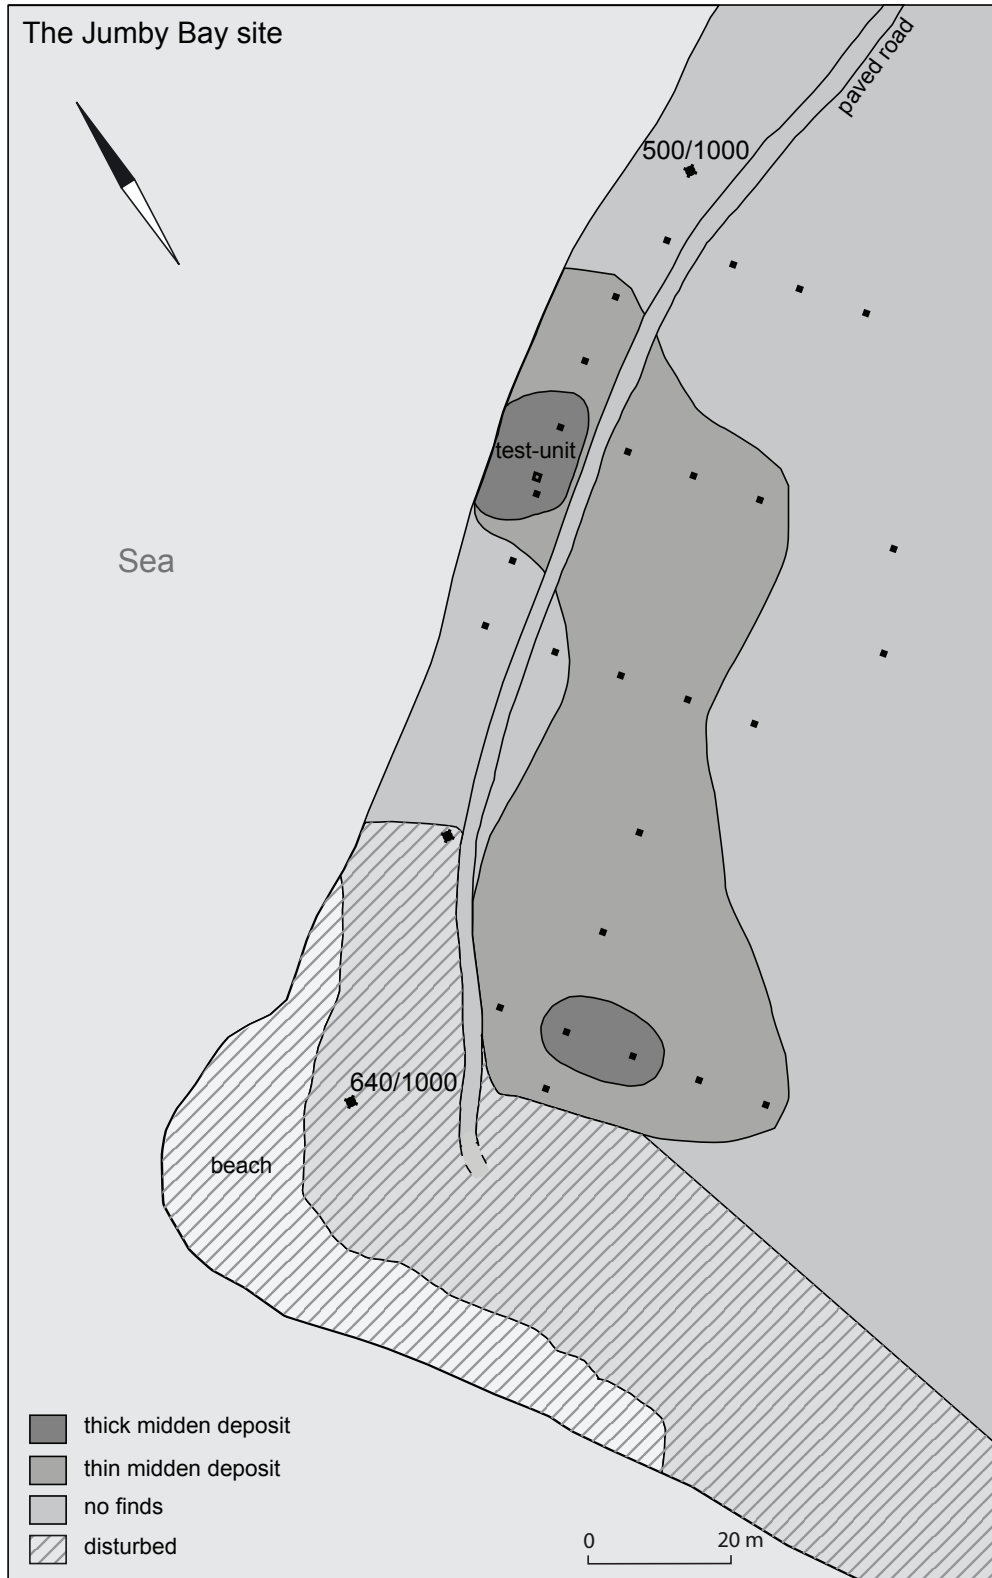 The Jumby Bay site
paved road
500/1000
test-unit
Sea
640/1000
beach
thick midden deposit
thin midden deposit
no finds
disturbed
0 20 m